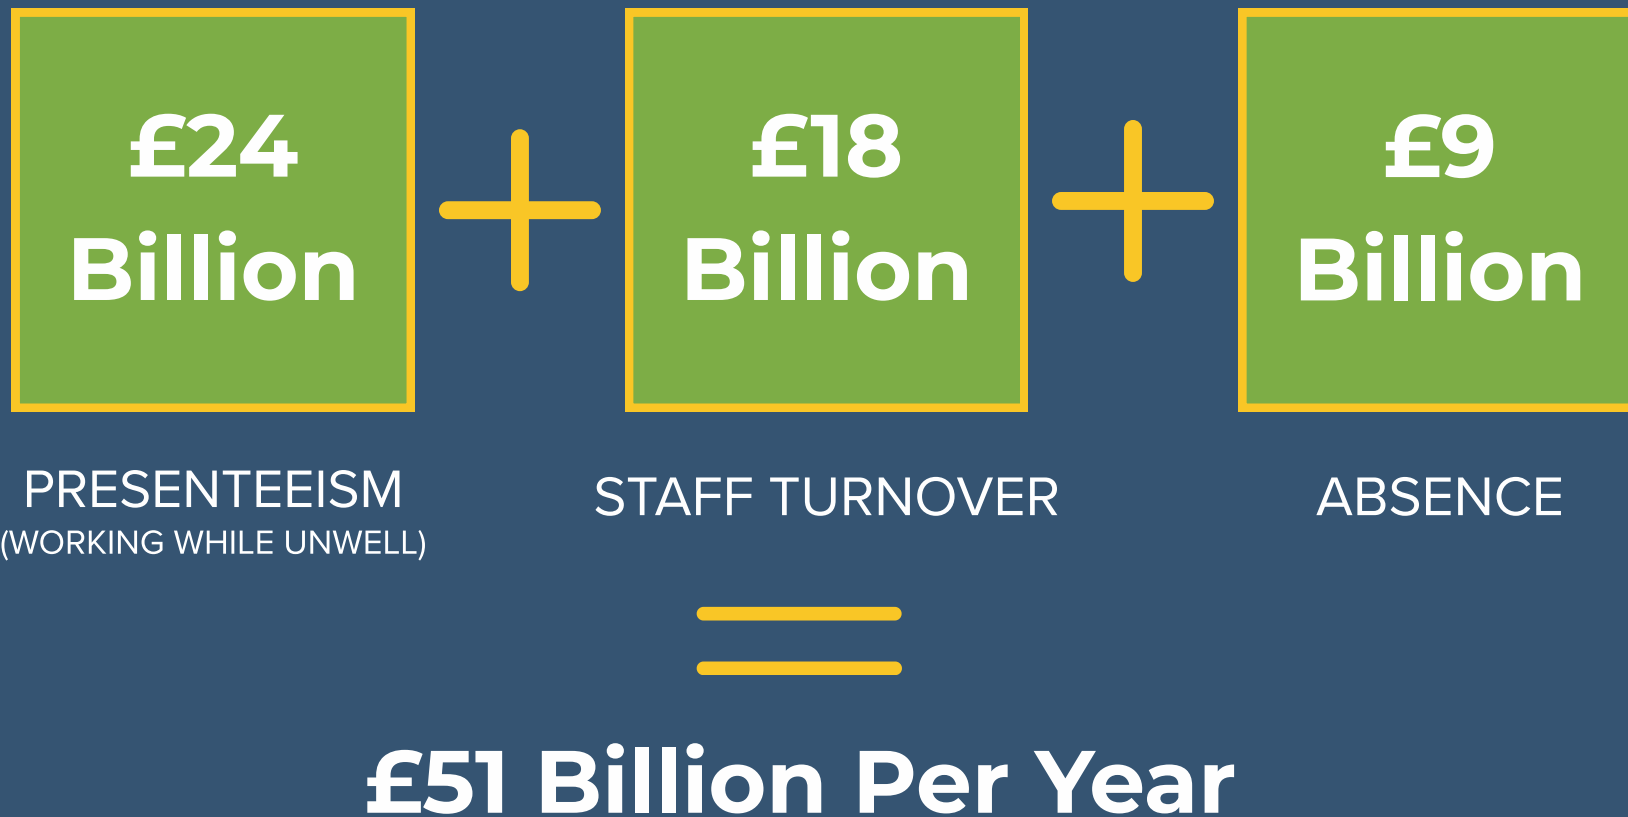 £24
Billion
£18
Billion
£9
Billion
PRESENTEEISM
(WORKING WHILE UNWELL)
STAFF TURNOVER
ABSENCE
£51 Billion Per Year